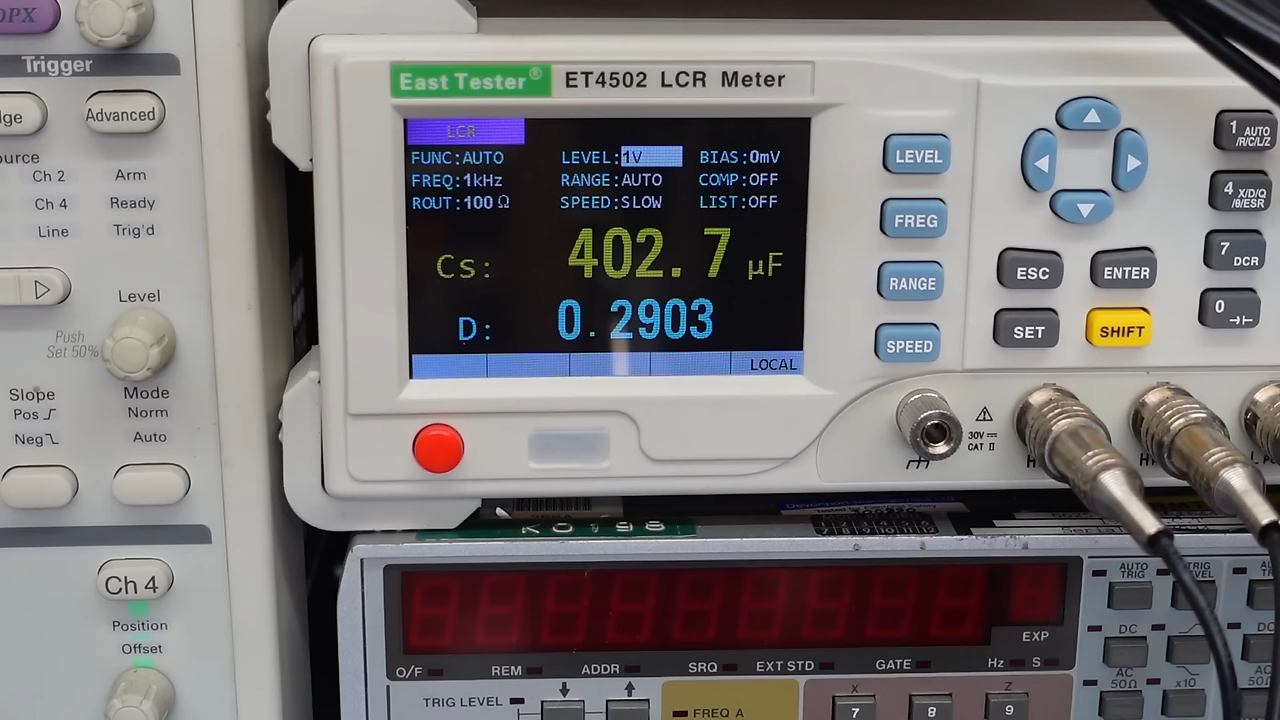 Trigger
Advanced
Ch 2 Arm
Ch 4 Ready
Line Trig'd
Level
Push
Set 50%
Slope Mode
Pos Norm
Neg Auto
Ch 4
Position
Offset
East Tester® ET4502 LCR Meter
LCR
FUNC:AUTO LEVEL:1V BIAS:0mV
FREQ:1kHz RANGE:AUTO COMP:OFF
ROUT:100Ω SPEED:SLOW LIST:OFF
Cs: 402.7 µF
D: 0.2903
LOCAL
LEVEL
FREG
RANGE
SPEED
ESC ENTER
SET SHIFT
1 AUTO
/R/C/L/Z
4 X/D/Q
/θ/ESR
7 DCR
0
30V
CAT II
EXP
O/F REM ADDR SRQ EXT STD GATE Hz S
TRIG LEVEL
FREQ A
X Z
7 8 9
AUTO
TRIG
TRIG
LEVEL
DC
AC
50Ω
x10